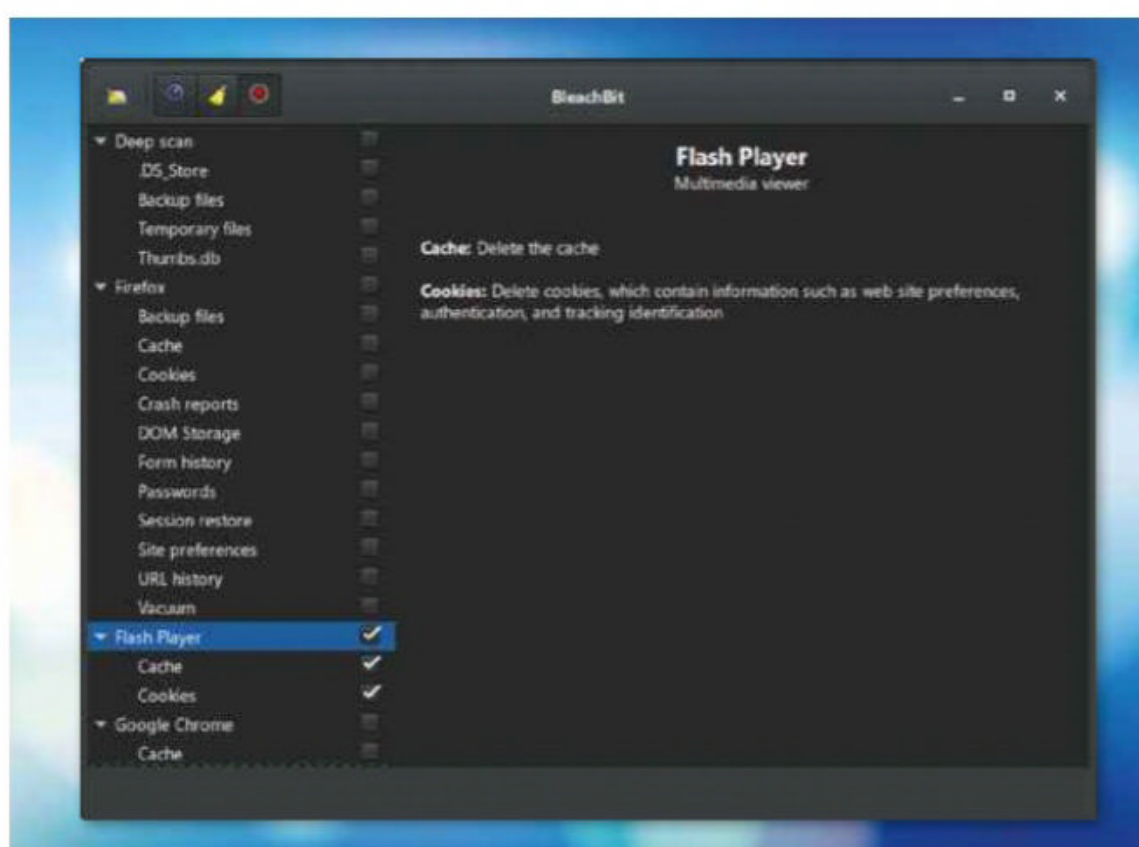 BleachBit
Deep scan
.DS_Store
Backup files
Temporary files
Thumbs.db
Firefox
Backup files
Cache
Cookies
Crash reports
DOM Storage
Form history
Passwords
Session restore
Site preferences
URL history
Vacuum
Flash Player
Cache
Cookies
Google Chrome
Cache
Flash Player
Multimedia viewer
Cache: Delete the cache
Cookies: Delete cookies, which contain information such as web site preferences,
authentication, and tracking identification